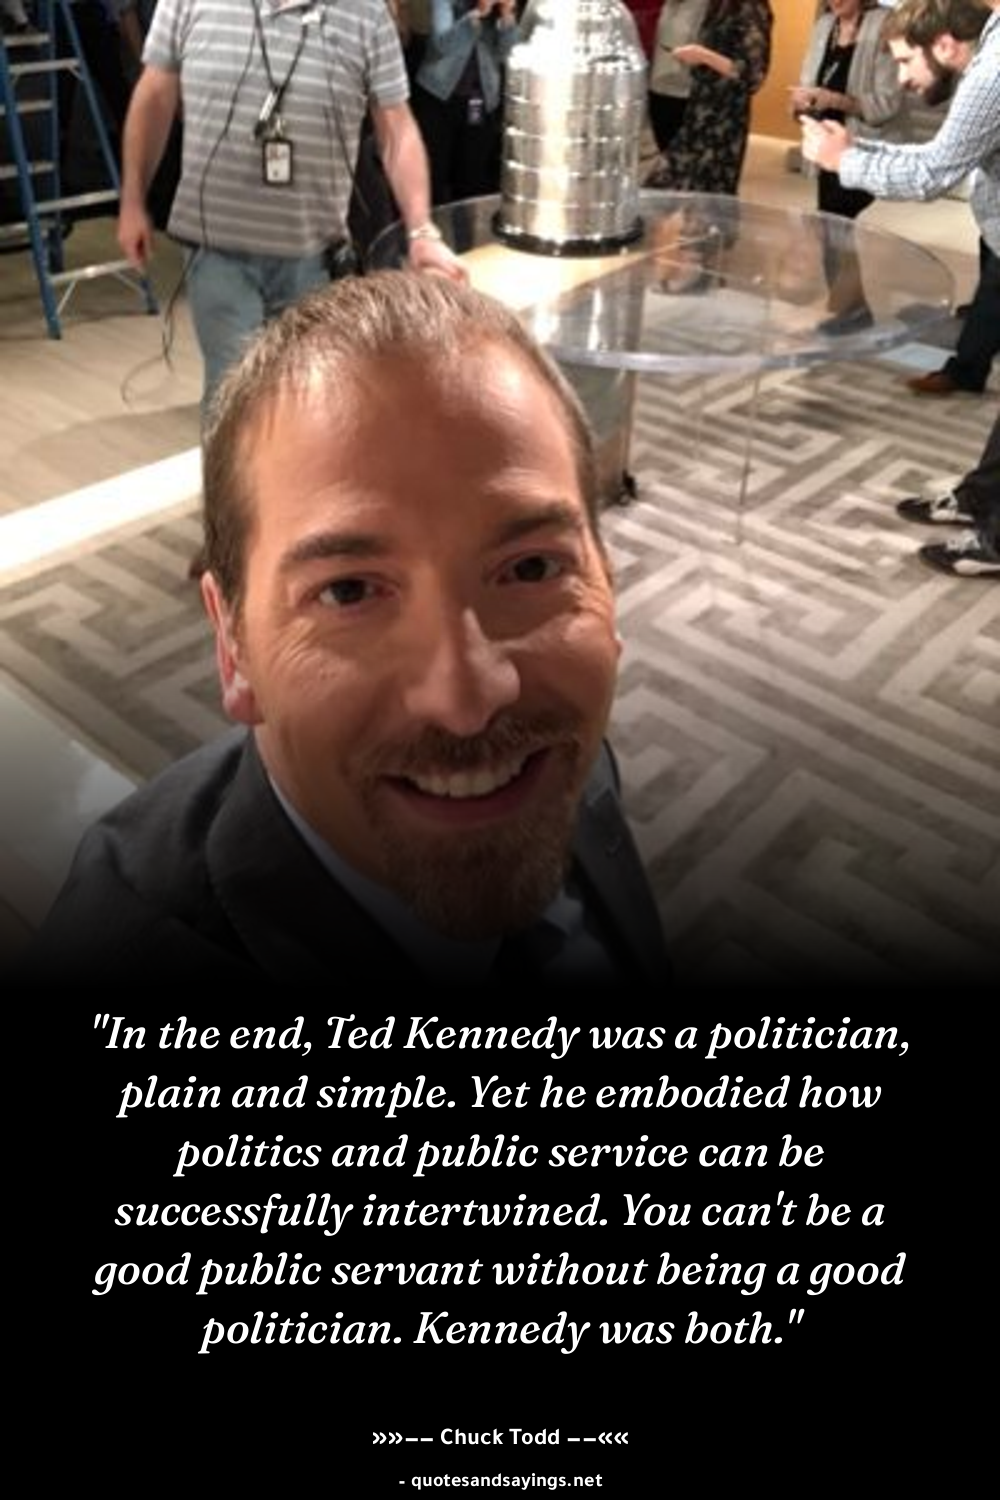 "In the end, Ted Kennedy was a politician,
plain and simple. Yet he embodied how
politics and public service can be
successfully intertwined. You can't be a
good public servant without being a good
politician. Kennedy was both."
»»−− Chuck Todd −−««
- quotesandsayings.net